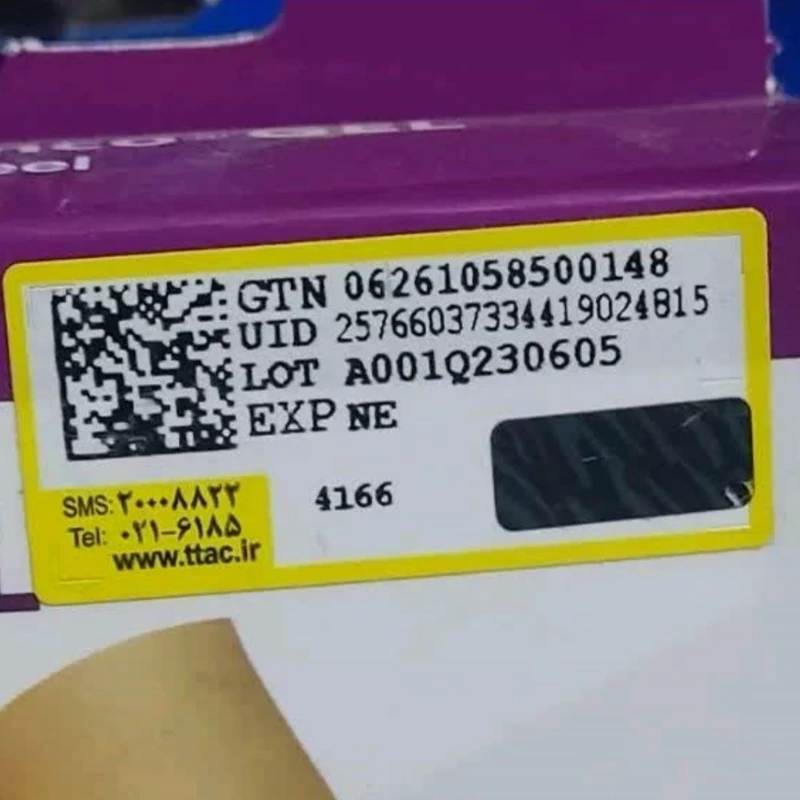 GTN 06261058500148
UID 25766037334419024815
LOT A001Q230605
EXP NE
4166
SMS: ۲۰۰۰۸۸۲۲
Tel: ۰۲۱-۶۱۸۵
www.ttac.ir